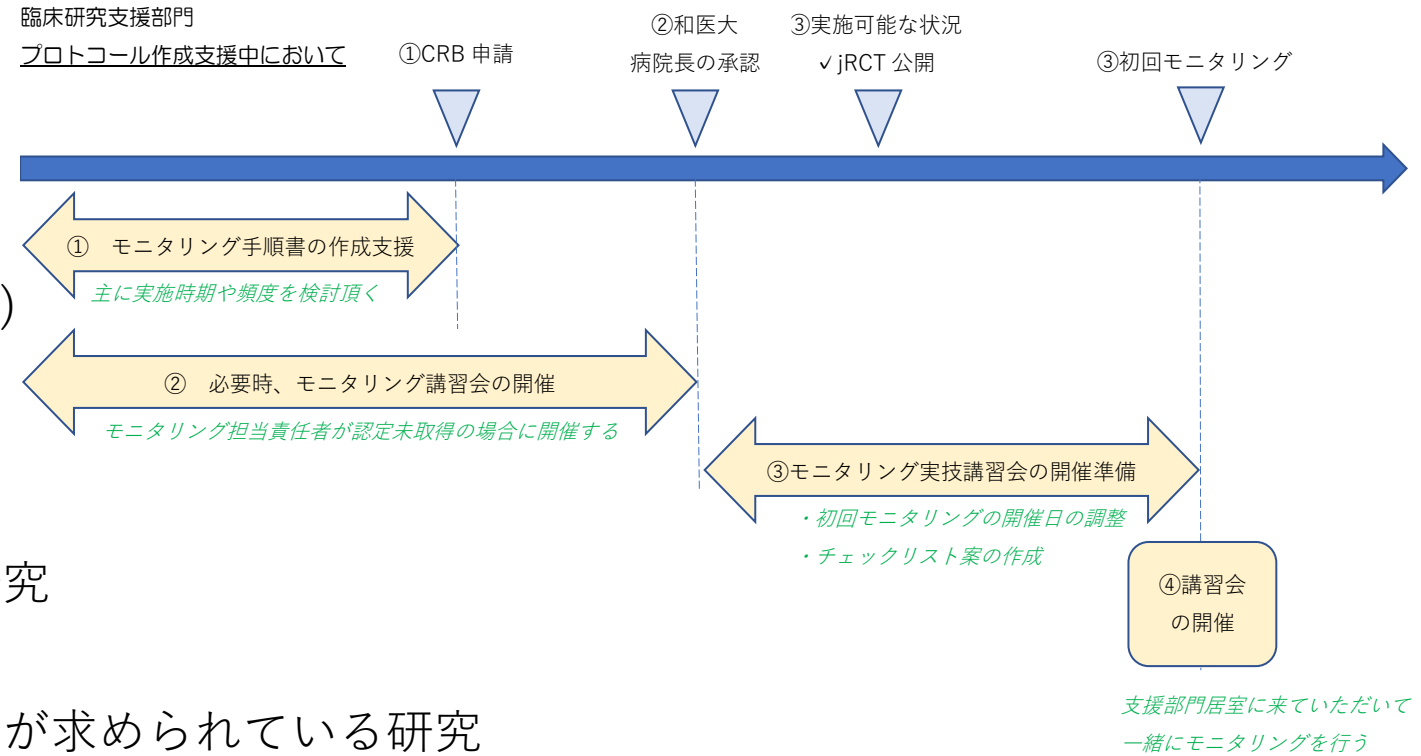 臨床研究支援部門
プロトコール作成支援中において
①CRB 申請
②和医大
病院長の承認
③実施可能な状況
✓jRCT 公開
③初回モニタリング
① モニタリング手順書の作成支援
主に実施時期や頻度を検討頂く
)
② 必要時、モニタリング講習会の開催
モニタリング担当責任者が認定未取得の場合に開催する
③モニタリング実技講習会の開催準備
・初回モニタリングの開催日の調整
・チェックリスト案の作成
究
④講習会
の開催
が求められている研究
支援部門居室に来ていただいて
一緒にモニタリングを行う